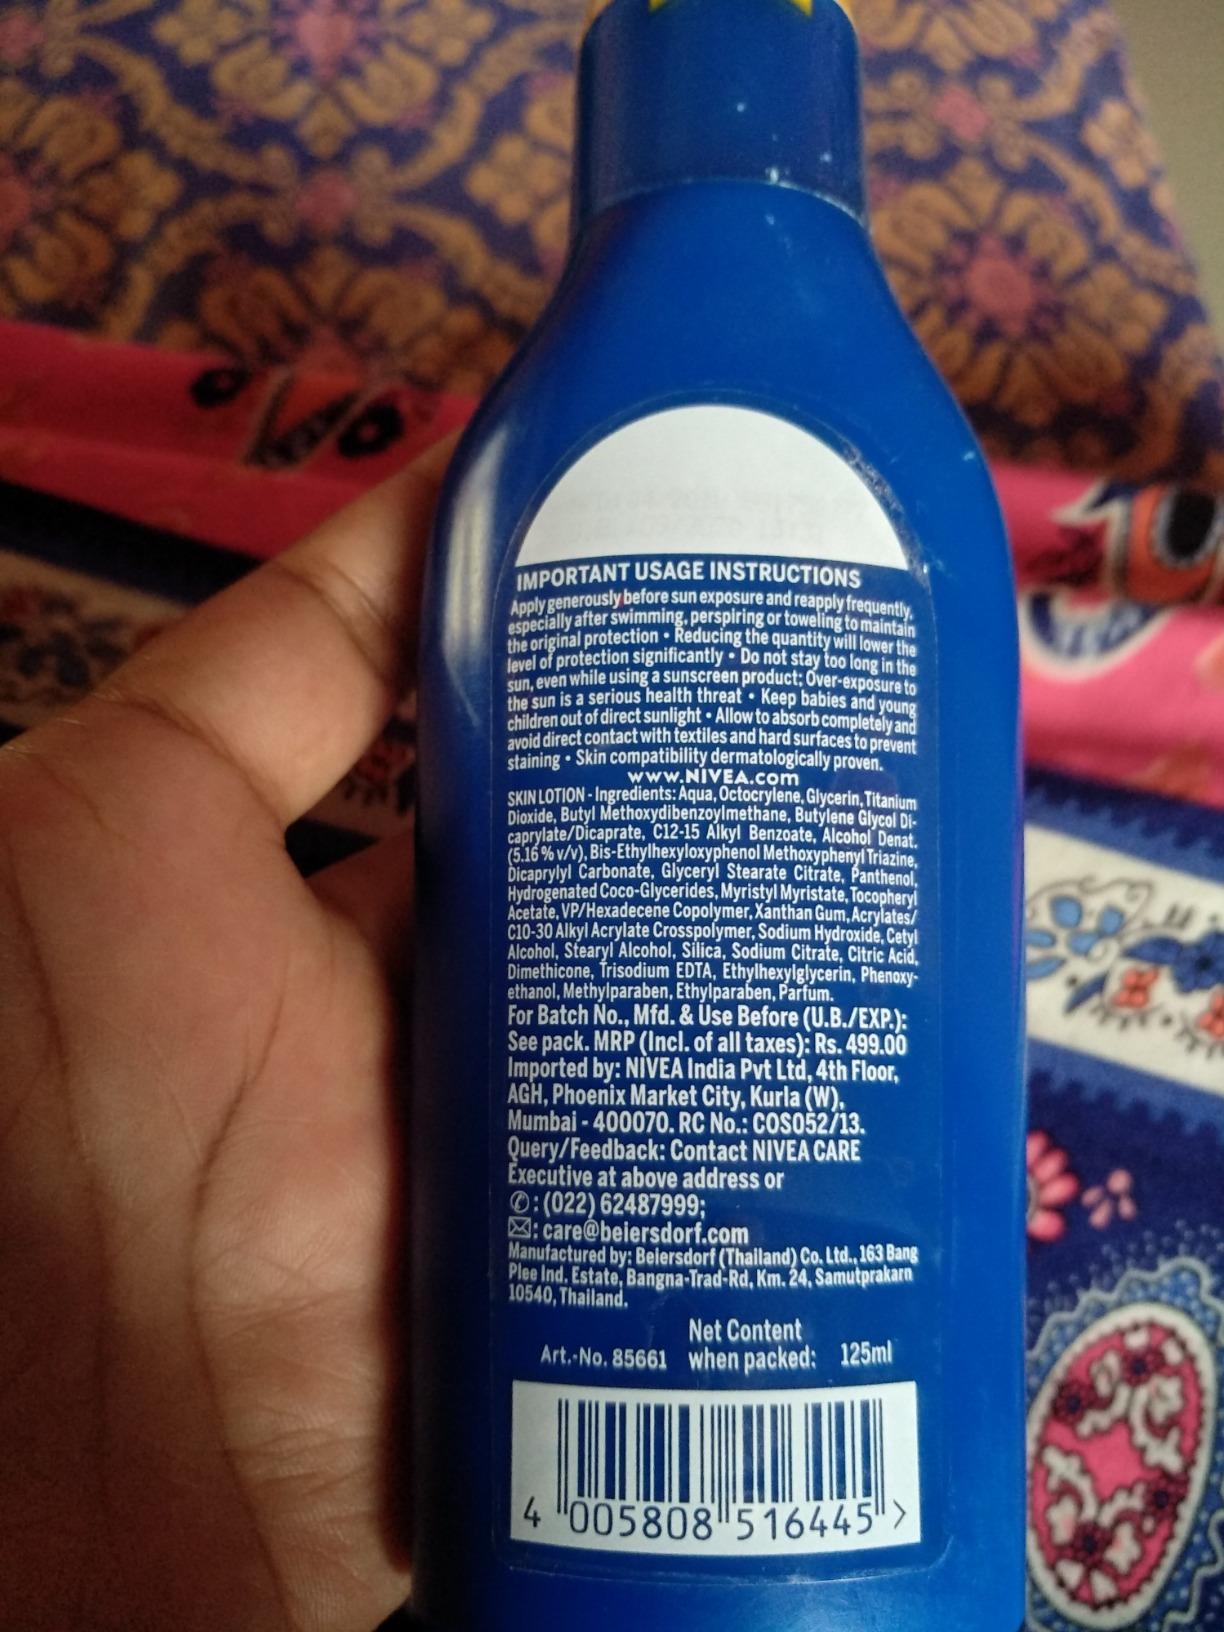 IMPORTANT USAGE INSTRUCTIONS
Apply generously before sun exposure and reapply frequently,
especially after swimming, perspiring or toweling to maintain
the original protection • Reducing the quantity will lower the
level of protection significantly • Do not stay too long in the
sun, even while using a sunscreen product; Over-exposure to
the sun is a serious health threat • Keep babies and young
children out of direct sunlight • Allow to absorb completely and
avoid direct contact with textiles and hard surfaces to prevent
staining • Skin compatibility dermatologically proven.
www.NIVEA.com
SKIN LOTION - Ingredients: Aqua, Octocrylene, Glycerin, Titanium
Dioxide, Butyl Methoxydibenzoylmethane, Butylene Glycol Di-
caprylate/Dicaprate, C12-15 Alkyl Benzoate, Alcohol Denat.
(5.16 % v/v), Bis-Ethylhexyloxyphenol Methoxyphenyl Triazine,
Dicaprylyl Carbonate, Glyceryl Stearate Citrate, Panthenol,
Hydrogenated Coco-Glycerides, Myristyl Myristate, Tocopheryl
Acetate, VP/Hexadecene Copolymer, Xanthan Gum, Acrylates/
C10-30 Alkyl Acrylate Crosspolymer, Sodium Hydroxide, Cetyl
Alcohol, Stearyl Alcohol, Silica, Sodium Citrate, Citric Acid,
Dimethicone, Trisodium EDTA, Ethylhexylglycerin, Phenoxy-
ethanol, Methylparaben, Ethylparaben, Parfum.
For Batch No., Mfd. & Use Before (U.B./EXP.):
See pack. MRP (Incl. of all taxes): Rs. 499.00
Imported by: NIVEA India Pvt Ltd, 4th Floor,
AGH, Phoenix Market City, Kurla (W),
Mumbai - 400070. RC No.: COS052/13.
Query/Feedback: Contact NIVEA CARE
Executive at above address or
✆: (022) 62487999;
✉: care@beiersdorf.com
Manufactured by: Beiersdorf (Thailand) Co. Ltd., 163 Bang
Plee Ind. Estate, Bangna-Trad-Rd, Km. 24, Samutprakarn
10540, Thailand.
Net Content
Art.-No. 85661 when packed: 125ml
4 005808 516445 >